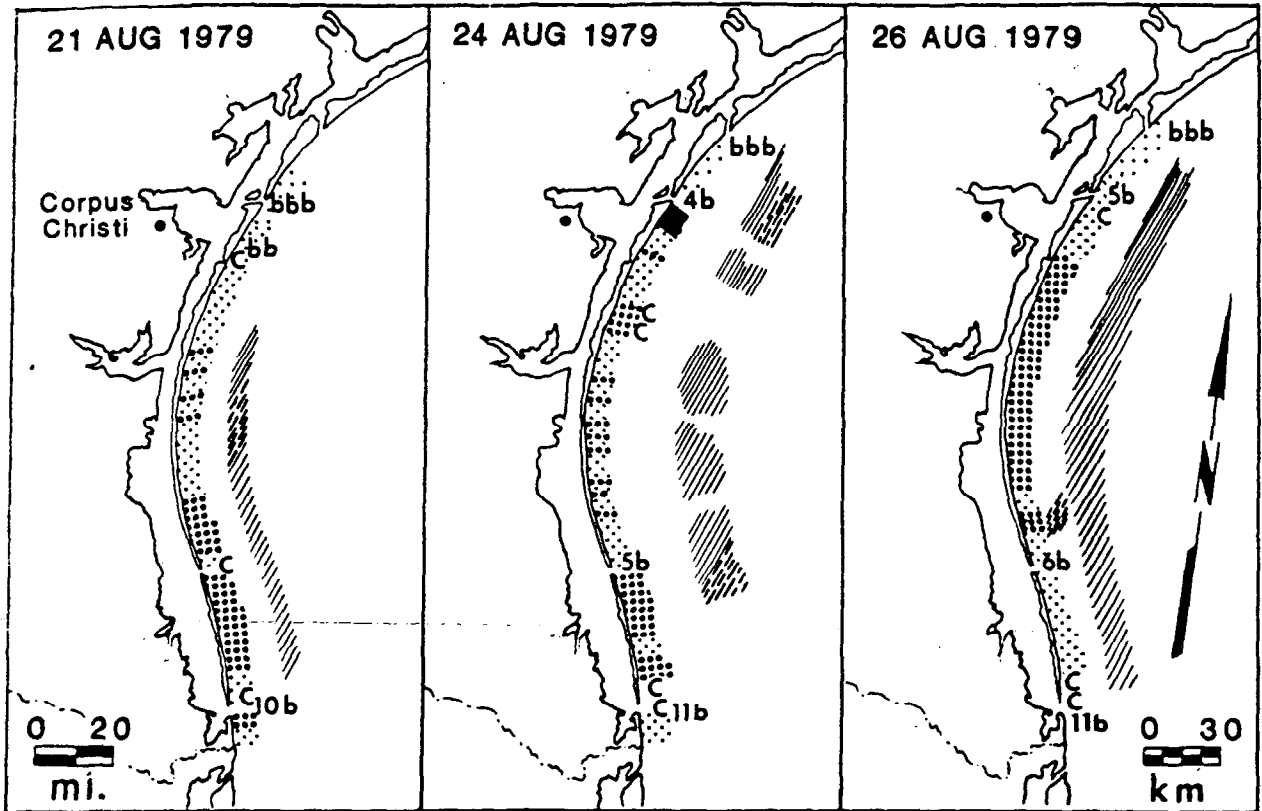 21 AUG 1979
Corpus
Christi
bbb
bb
C
C
C
10b
0 20
mi.
24 AUG 1979
bbb
4b
C
C
5b
C
C
11b
26 AUG 1979
bbb
5b
C
N
6b
C
C
11b
0 30
km